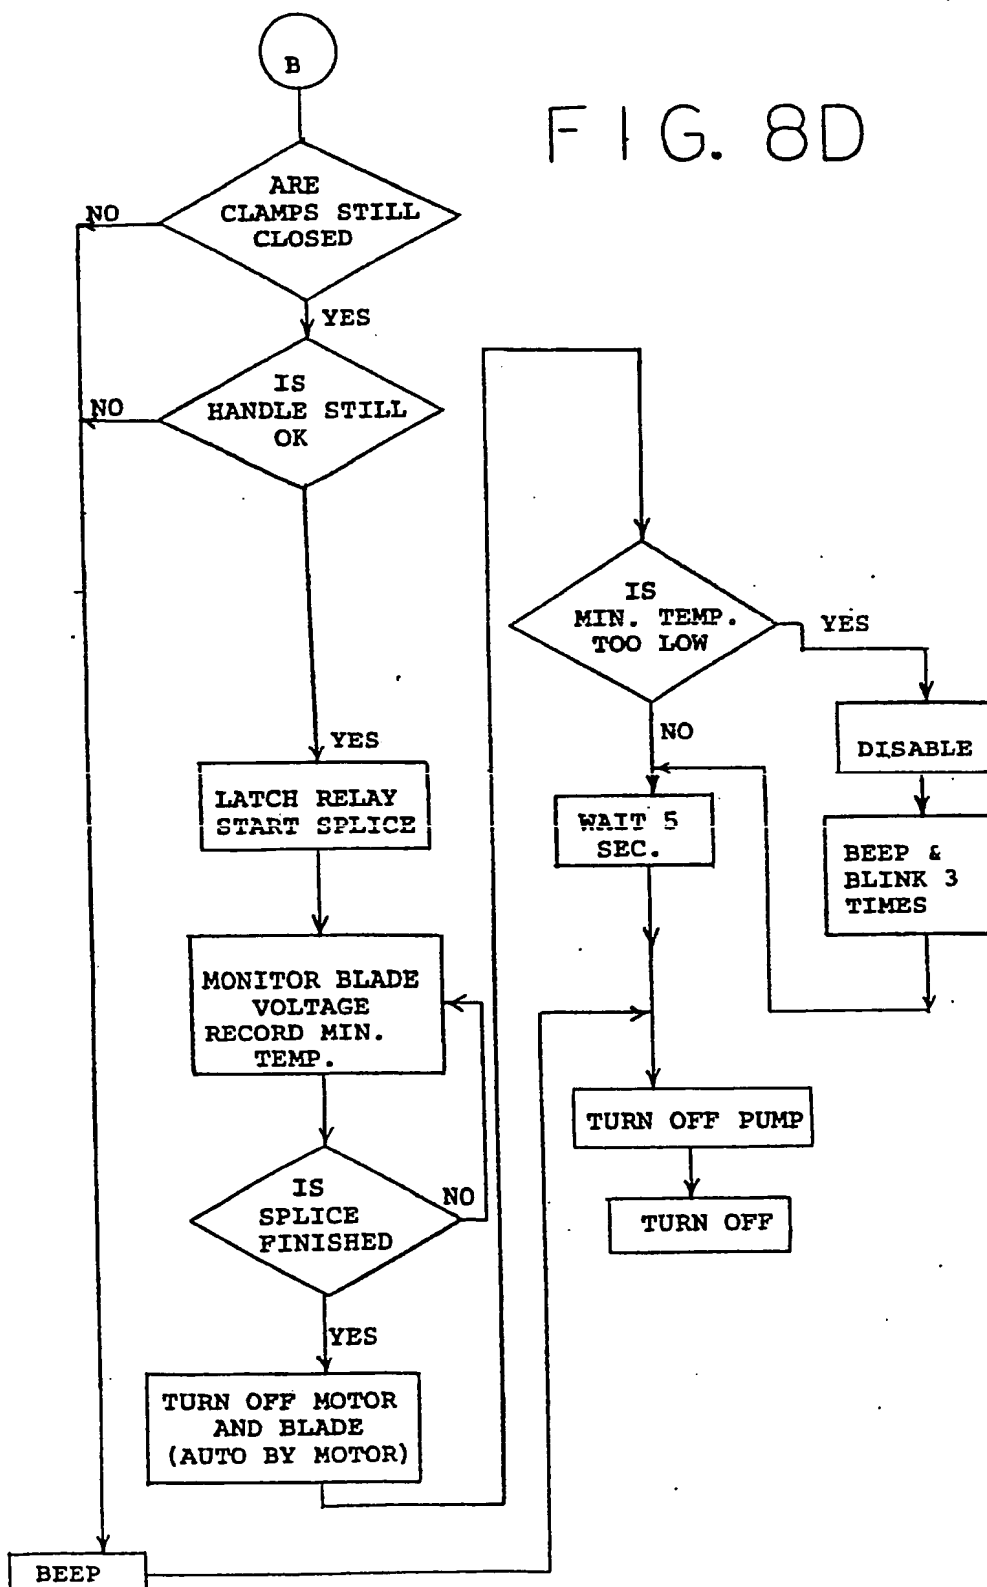 B
FIG. 8D
ARE
CLAMPS STILL
CLOSED
NO
YES
IS
HANDLE STILL
OK
NO
YES
LATCH RELAY
START SPLICE
MONITOR BLADE
VOLTAGE
RECORD MIN.
TEMP.
IS
SPLICE
FINISHED
NO
YES
TURN OFF MOTOR
AND BLADE
(AUTO BY MOTOR)
BEEP
IS
MIN. TEMP.
TOO LOW
YES
NO
DISABLE
BEEP &
BLINK 3
TIMES
WAIT 5
SEC.
TURN OFF PUMP
TURN OFF